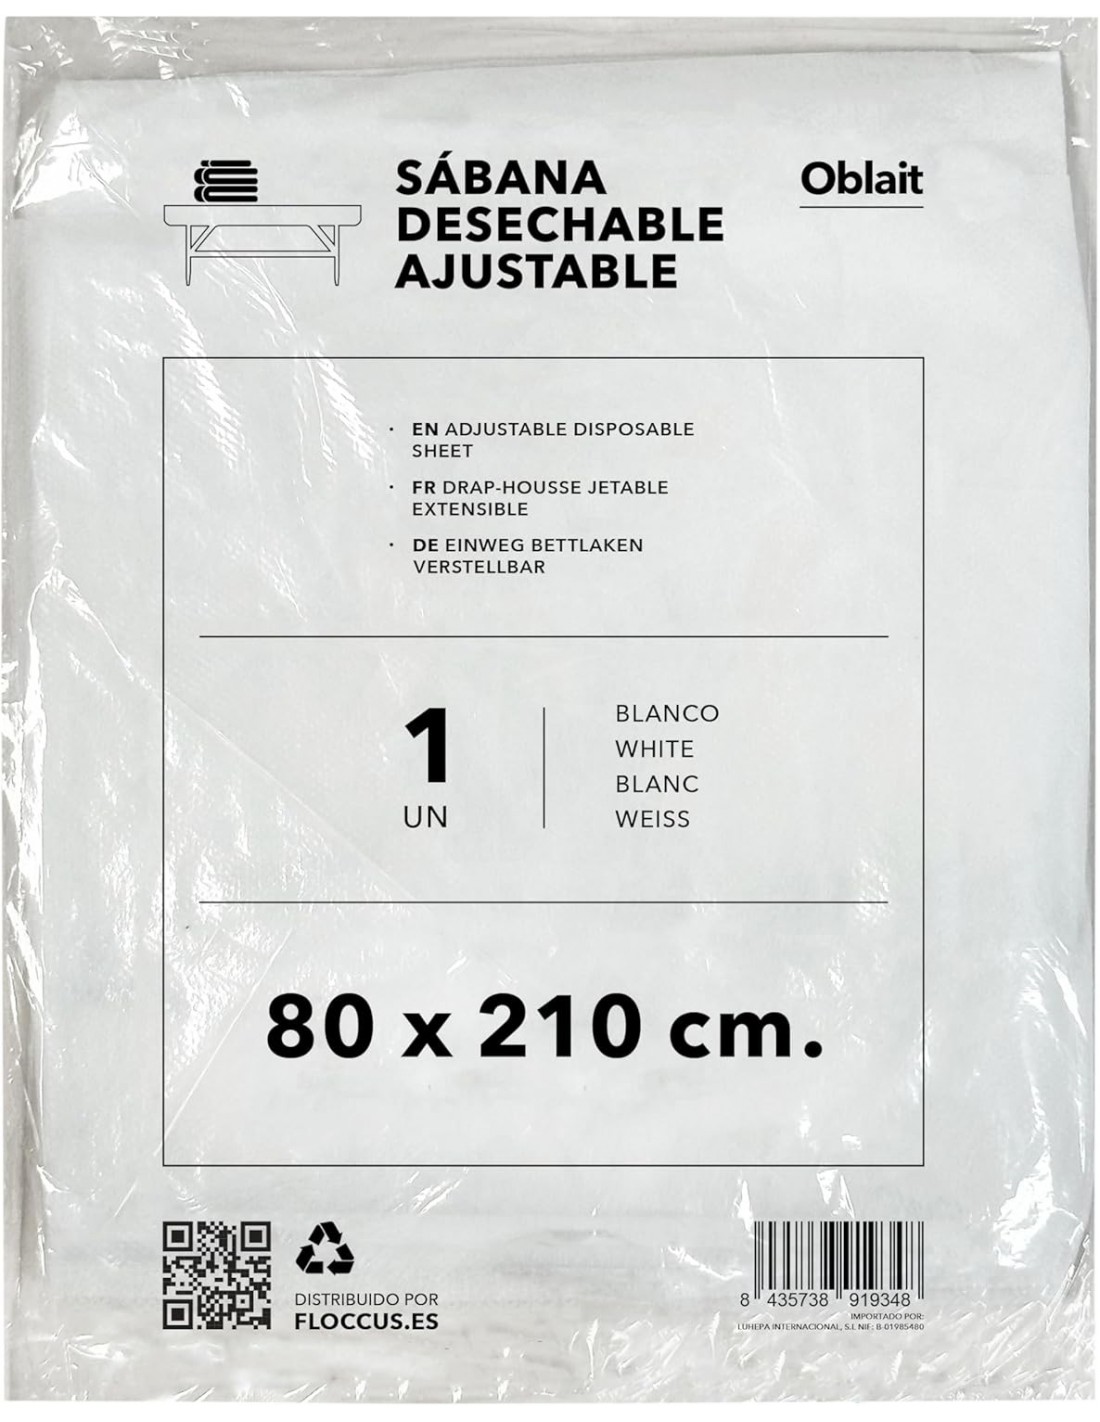 SÁBANA
DESECHABLE
AJUSTABLE
Oblait
· EN ADJUSTABLE DISPOSABLE
SHEET
· FR DRAP-HOUSSE JETABLE
EXTENSIBLE
· DE EINWEG BETTLAKEN
VERSTELLBAR
1
UN
BLANCO
WHITE
BLANC
WEISS
80 x 210 cm.
DISTRIBUIDO POR
FLOCCUS.ES
8 435738 919348
IMPORTADO POR:
LUHEPA INTERNACIONAL, S.L NIF: B-01985480